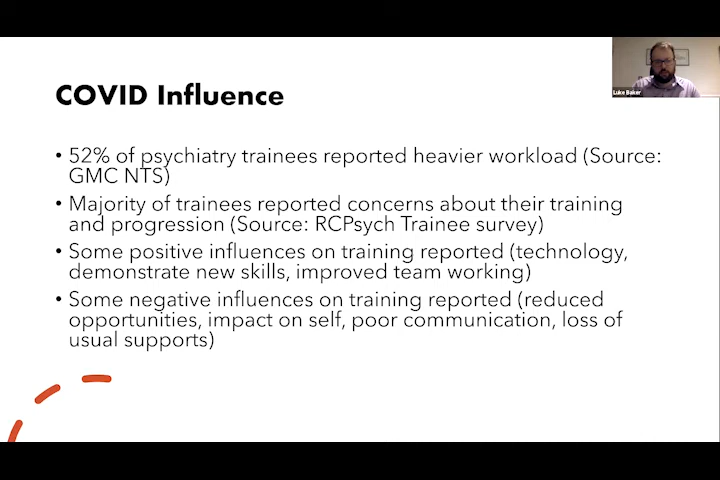 COVID Influence
• 52% of psychiatry trainees reported heavier workload (Source:
GMC NTS)
• Majority of trainees reported concerns about their training
and progression (Source: RCPsych Trainee survey)
• Some positive influences on training reported (technology,
demonstrate new skills, improved team working)
• Some negative influences on training reported (reduced
opportunities, impact on self, poor communication, loss of
usual supports)
Luke Baker